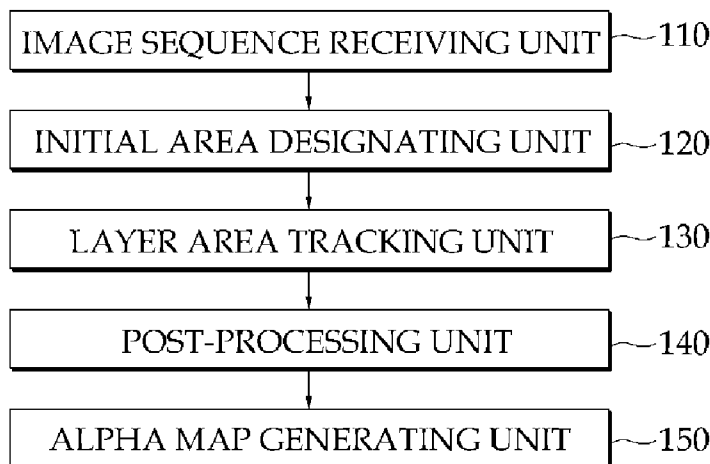 IMAGE SEQUENCE RECEIVING UNIT 110
INITIAL AREA DESIGNATING UNIT 120
LAYER AREA TRACKING UNIT 130
POST-PROCESSING UNIT 140
ALPHA MAP GENERATING UNIT 150